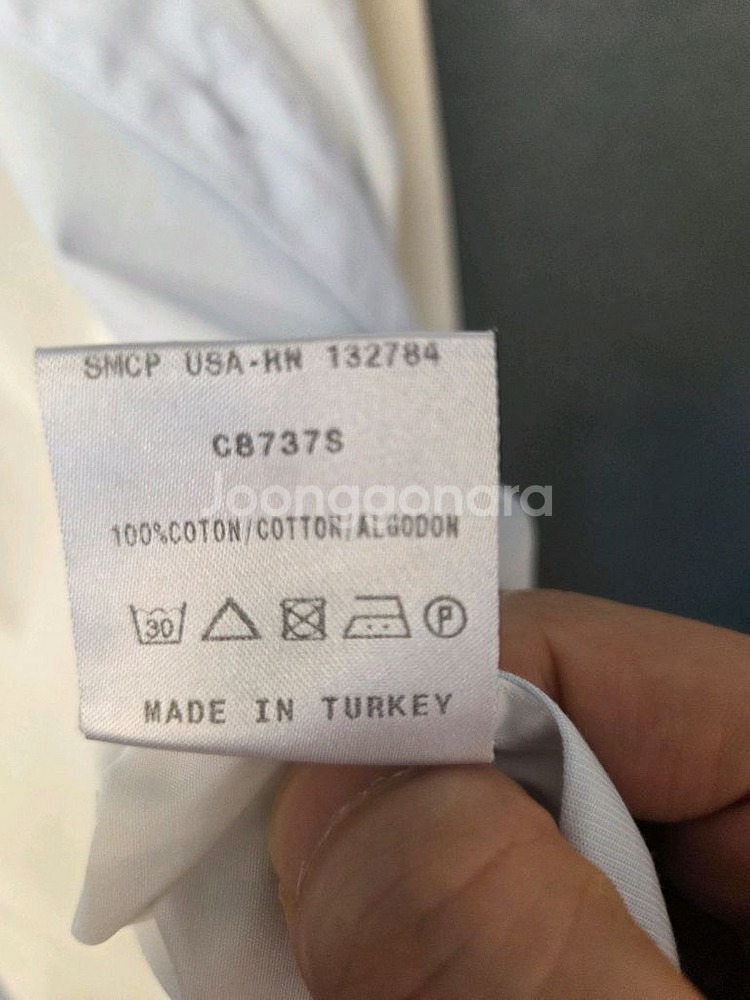 SMCP USA-RN 132784
C8737S
Joonggonara
100%COTON/COTTON/ALGODON
30 P
MADE IN TURKEY